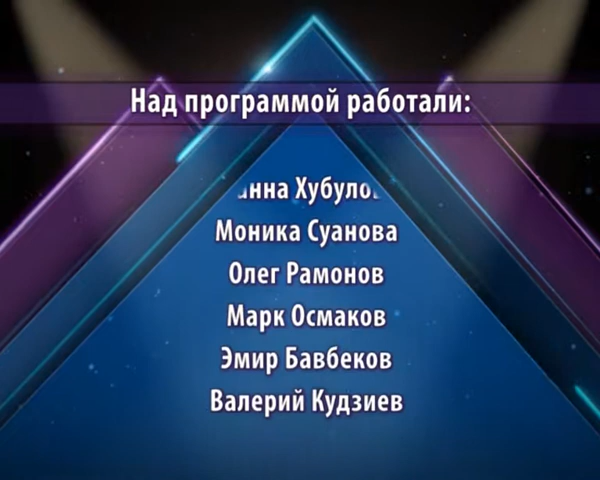 Над программой работали:
Моника Суанова
Олег Рамонов
Марк Осмаков
Эмир Бавбеков
Валерий Кудзиев